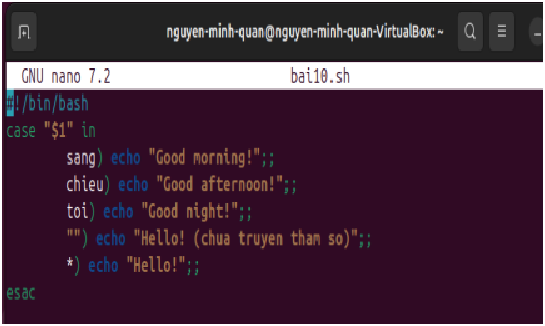 nguyen-minh-quan@nguyen-minh-quan-VirtualBox: ~
GNU nano 7.2 bai10.sh
#!/bin/bash
case "$1" in
sang) echo "Good morning!";;
chieu) echo "Good afternoon!";;
toi) echo "Good night!";;
"") echo "Hello! (chua truyen tham so)";;
*) echo "Hello!";;
esac